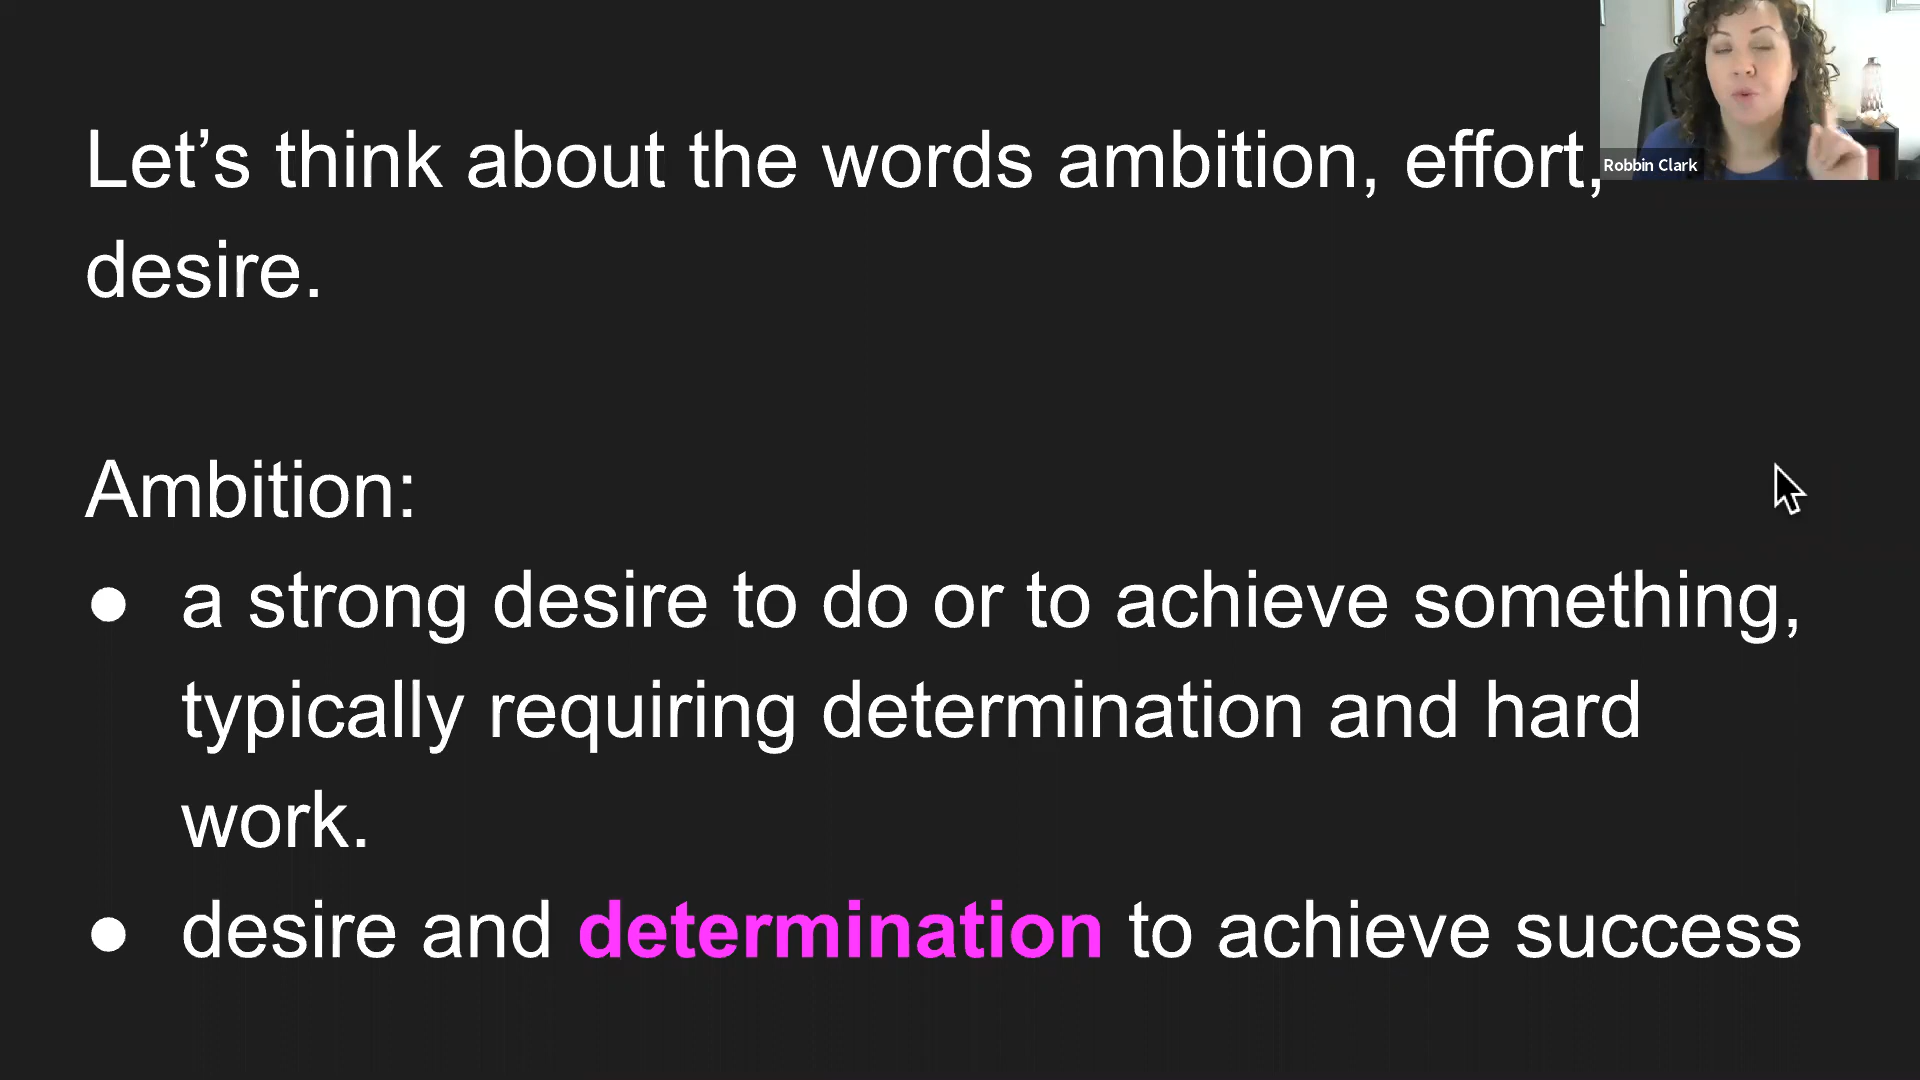 Let’s think about the words ambition, effort,
Robbin Clark
desire.
Ambition:
● a strong desire to do or to achieve something,
typically requiring determination and hard
work.
● desire and determination to achieve success